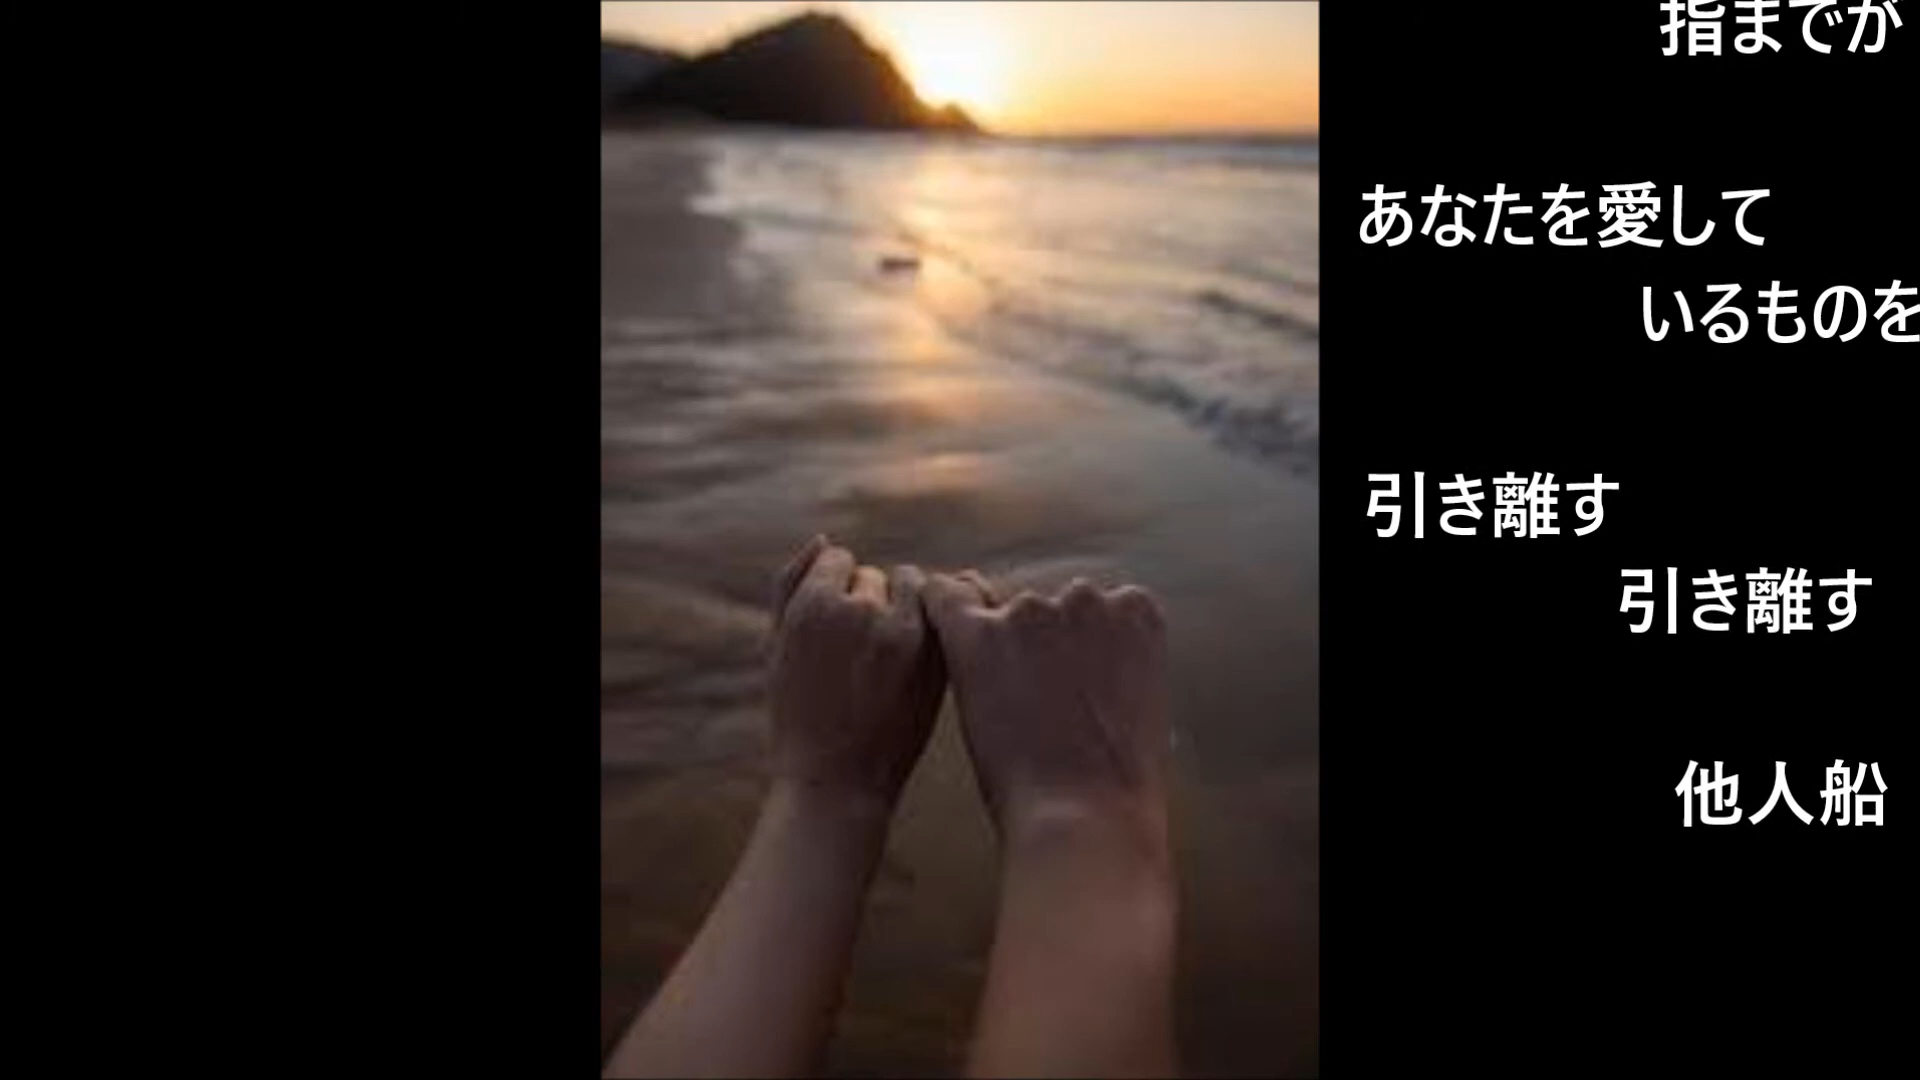 指までが
あなたを愛して
いるものを
引き離す
引き離す
他人船